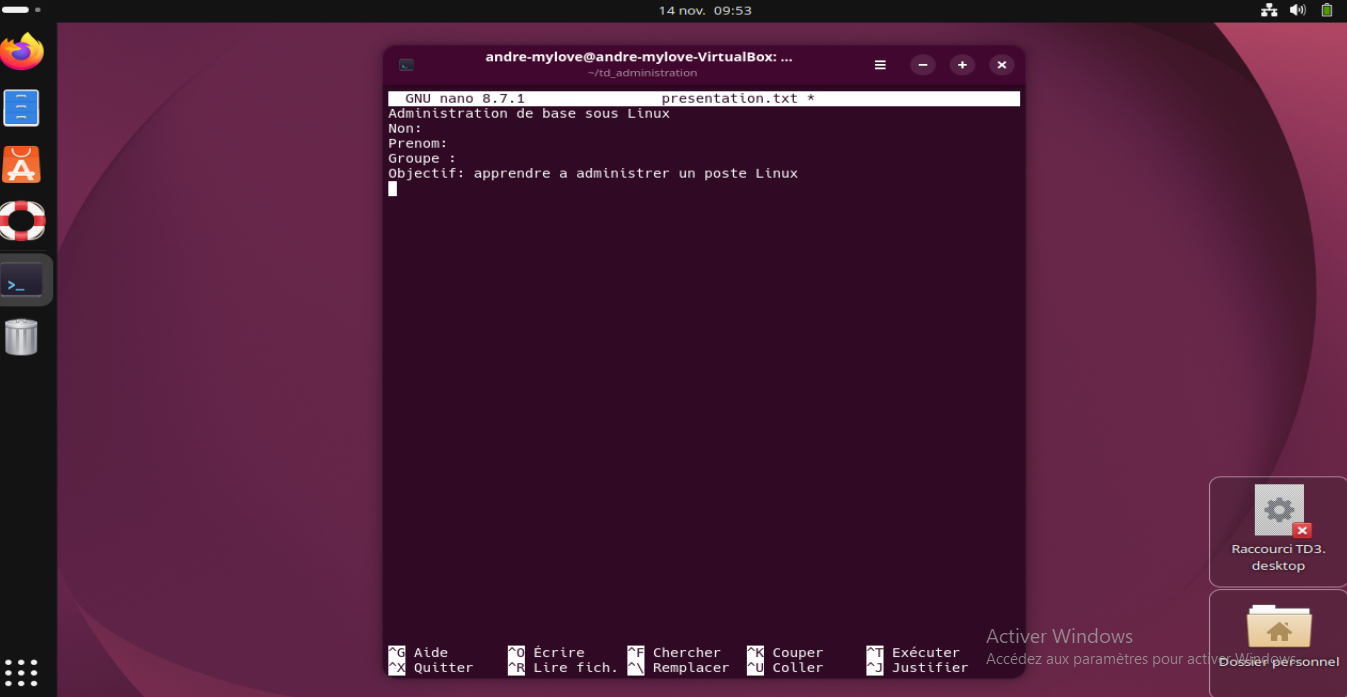 14 nov. 09:53
andre-mylove@andre-mylove-VirtualBox: ...
~/td_administration
GNU nano 8.7.1 presentation.txt *
Administration de base sous Linux
Non:
Prenom:
Groupe :
Objectif: apprendre a administrer un poste Linux
^G Aide ^O Écrire ^F Chercher ^K Couper ^T Exécuter
^X Quitter ^R Lire fich. ^\ Remplacer ^U Coller ^J Justifier
Raccourci TD3.
desktop
Activer Windows
Accédez aux paramètres pour activer Windows.
Dossier personnel